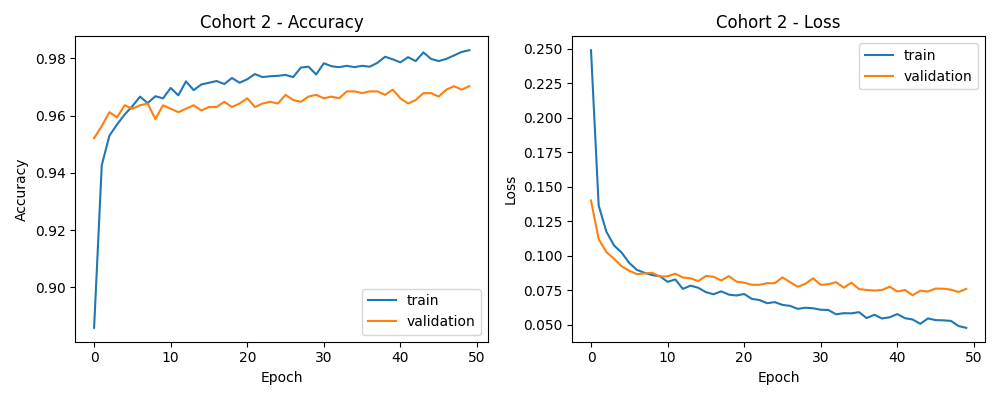 Cohort 2 - Accuracy
0.98
0.96
0.94
0.92
0.90
Accuracy
0 10 20 30 40 50
Epoch
train
validation
Cohort 2 - Loss
0.250
0.225
0.200
0.175
0.150
0.125
0.100
0.075
0.050
Loss
0 10 20 30 40 50
Epoch
train
validation